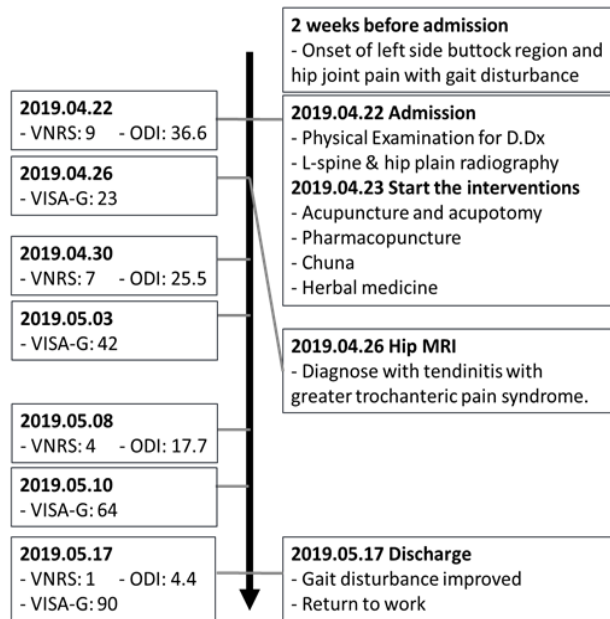 2 weeks before admission
- Onset of left side buttock region and
hip joint pain with gait disturbance
2019.04.22
- VNRS: 9 - ODI: 36.6
2019.04.22 Admission
- Physical Examination for D.Dx
- L-spine & hip plain radiography
2019.04.23 Start the interventions
- Acupuncture and acupotomy
- Pharmacopuncture
- Chuna
- Herbal medicine
2019.04.26
- VISA-G: 23
2019.04.30
- VNRS: 7 - ODI: 25.5
2019.05.03
- VISA-G: 42
2019.04.26 Hip MRI
- Diagnose with tendinitis with
greater trochanteric pain syndrome.
2019.05.08
- VNRS: 4 - ODI: 17.7
2019.05.10
- VISA-G: 64
2019.05.17
- VNRS: 1 - ODI: 4.4
- VISA-G: 90
2019.05.17 Discharge
- Gait disturbance improved
- Return to work